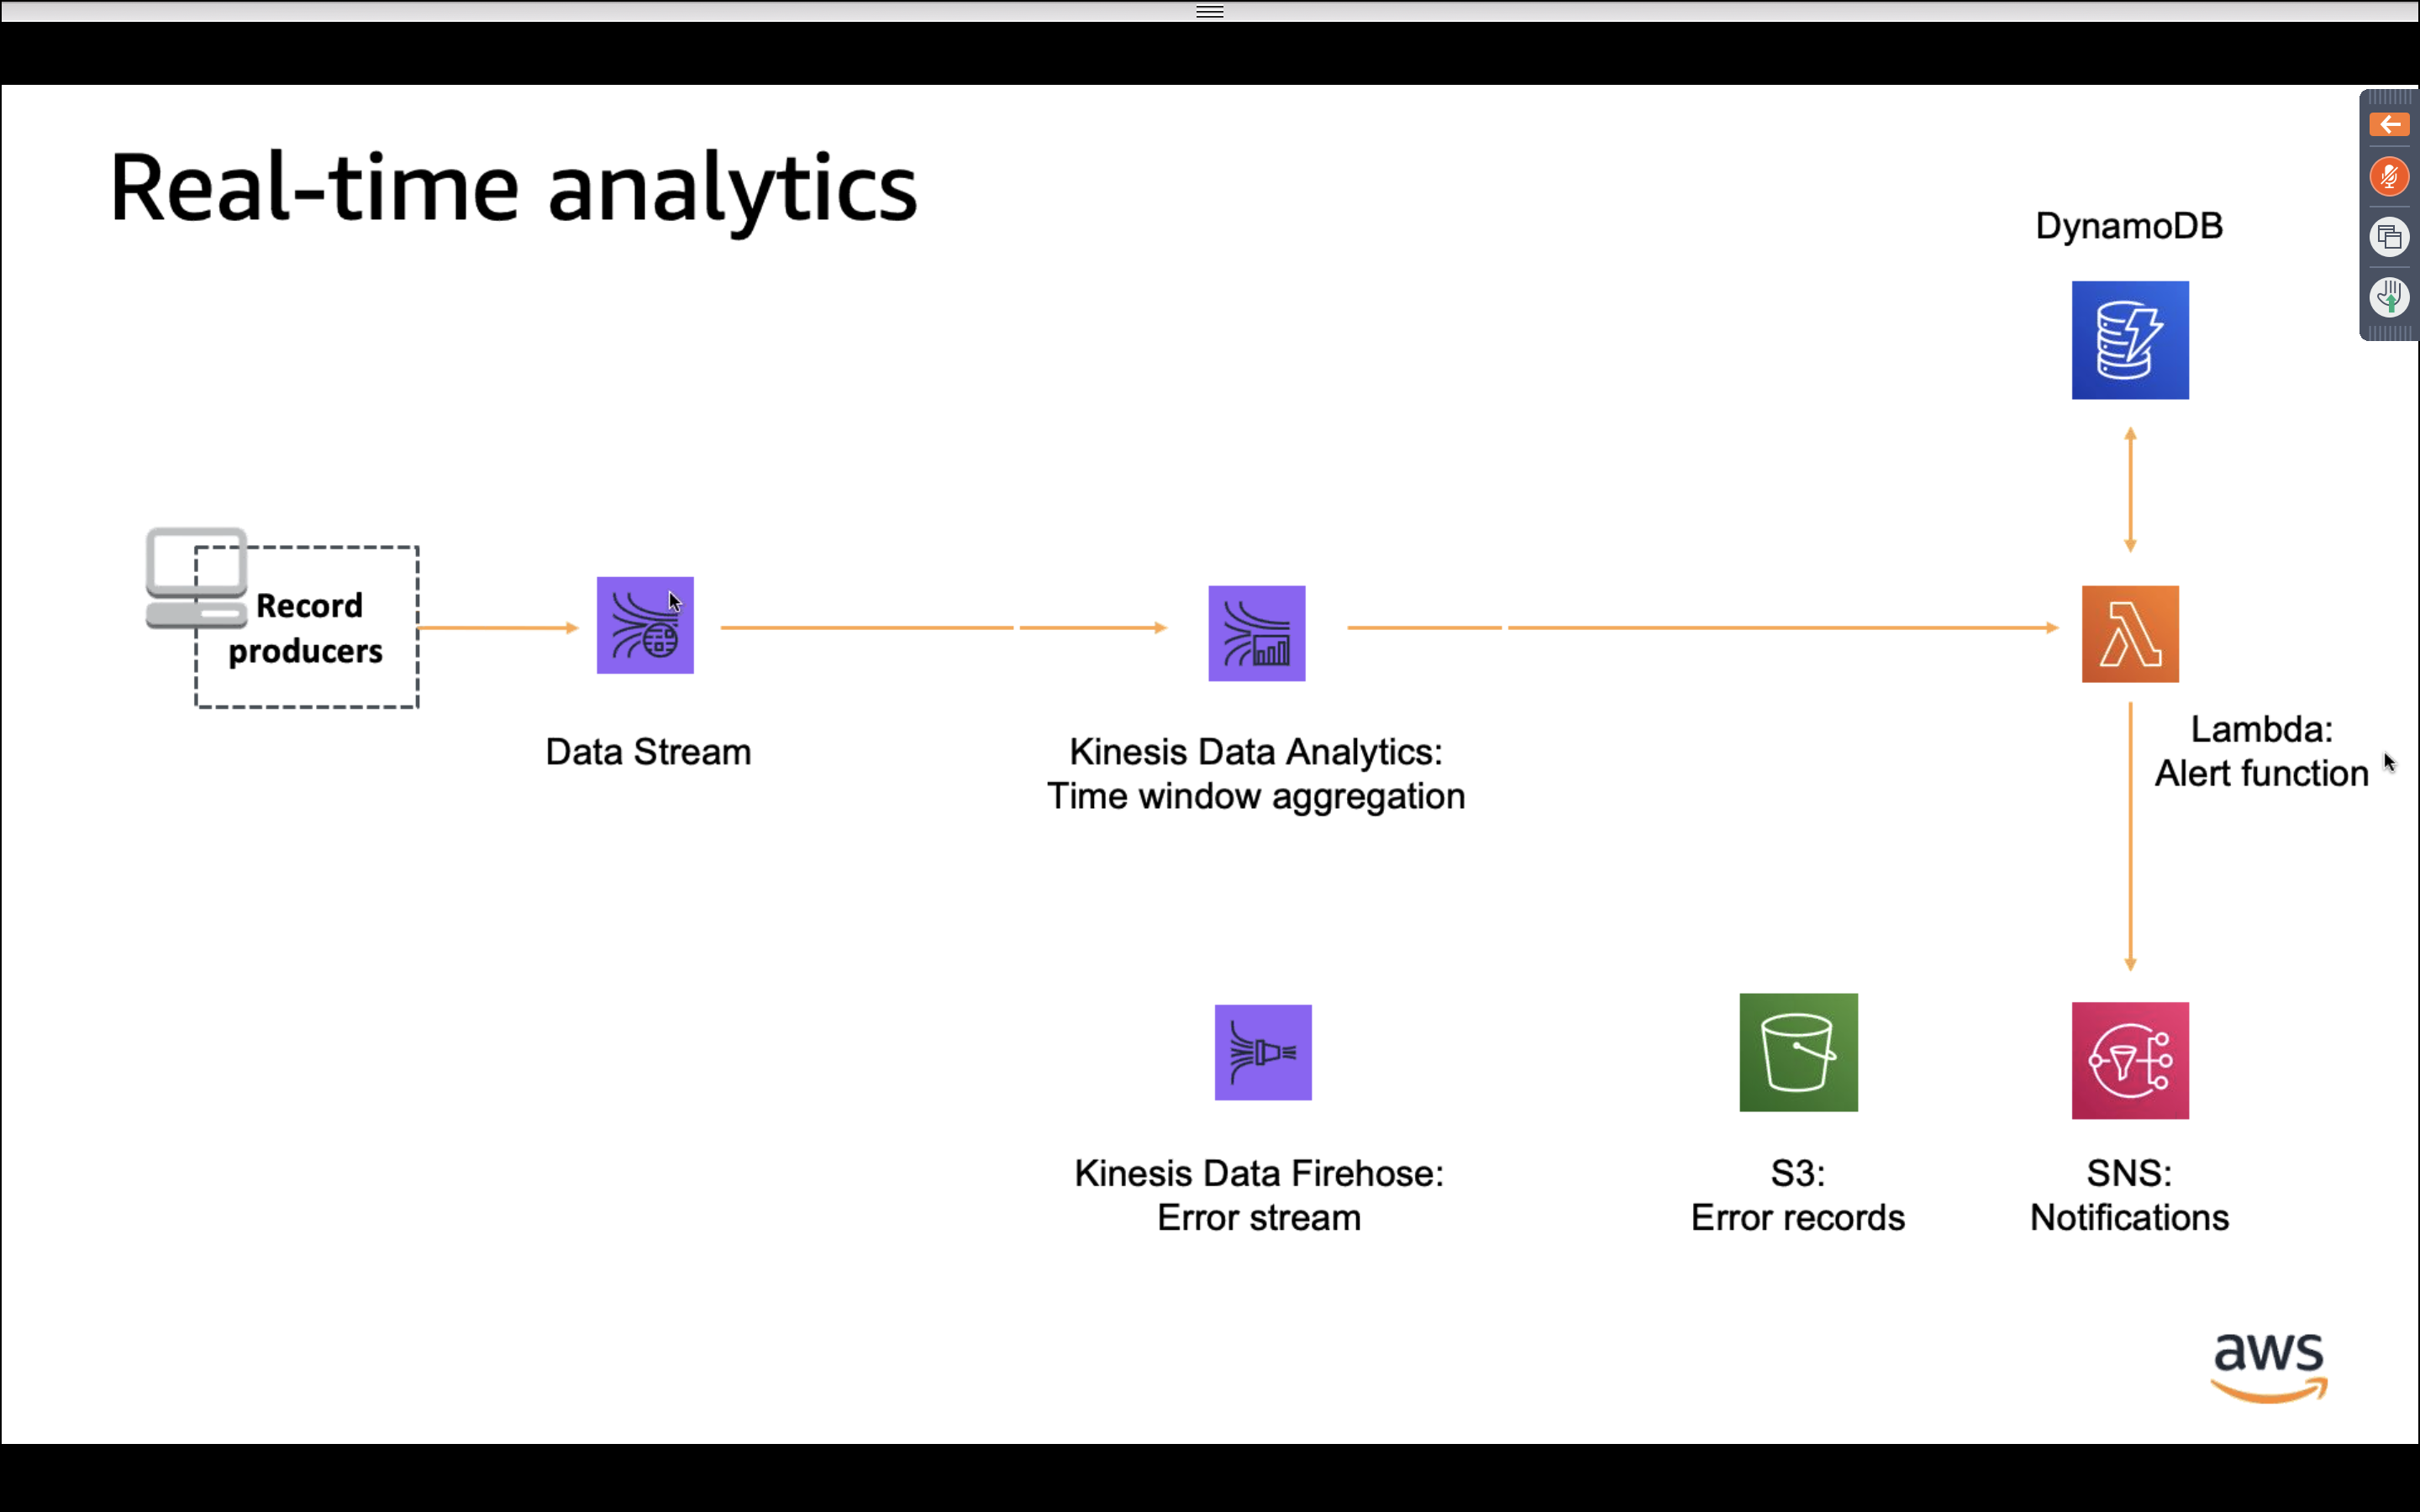 Real-time analytics
DynamoDB
Record
producers
Data Stream
Kinesis Data Analytics:
Time window aggregation
Lambda:
Alert function
Kinesis Data Firehose:
Error stream
S3:
Error records
SNS:
Notifications
aws